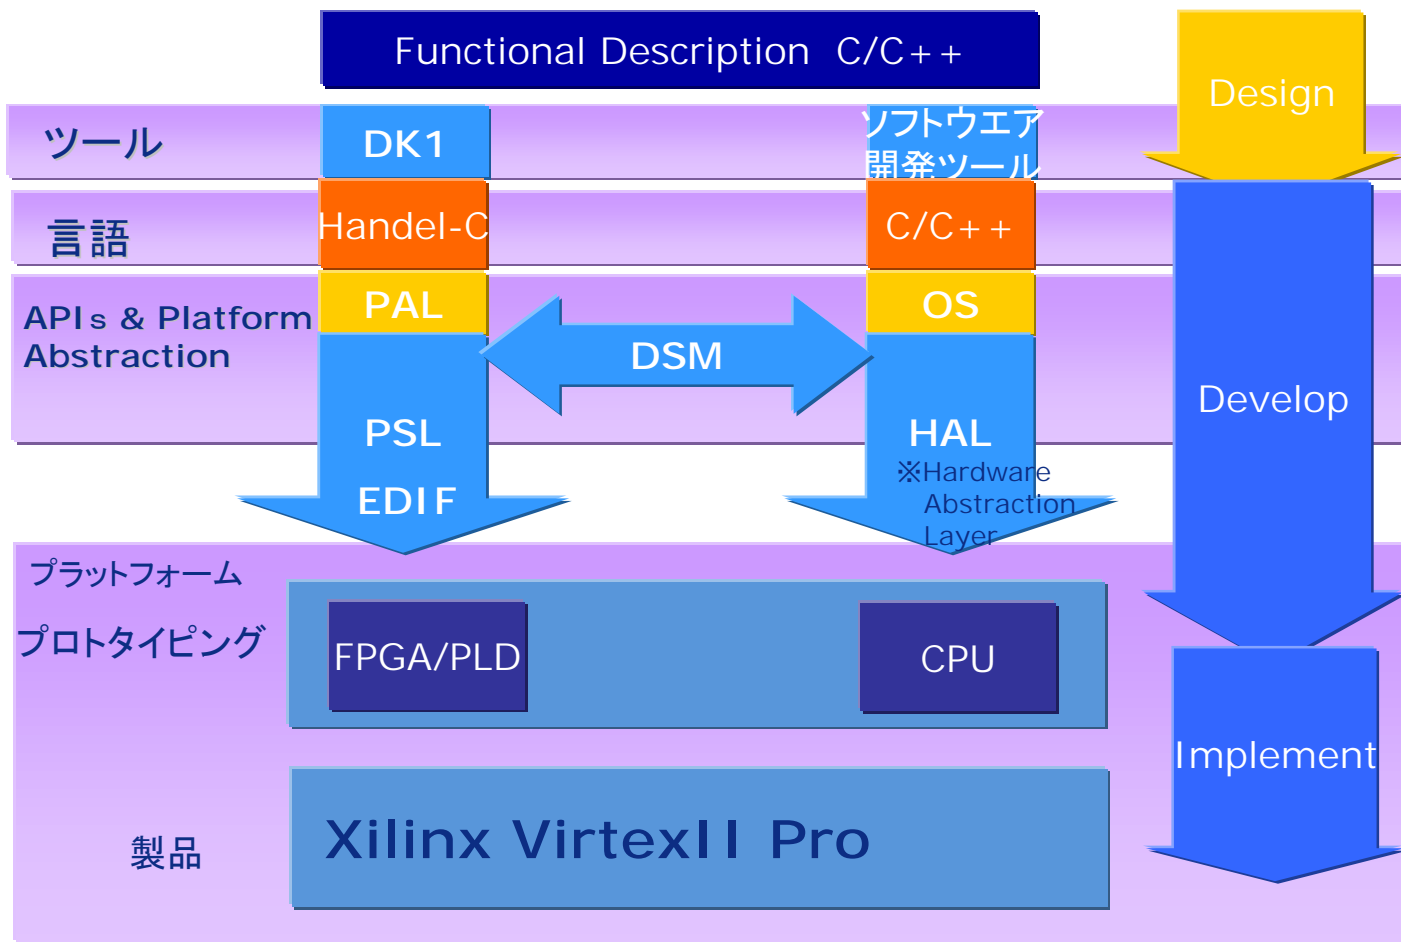 Functional Description C/C++
Design
ツール
DK1
ソフトウエア
開発ツール
言語
Handel-C
C/C++
APIs & Platform
Abstraction
PAL
OS
DSM
Develop
PSL
HAL
EDIF
※Hardware
Abstraction
Layer
プラットフォーム
プロトタイピング
FPGA/PLD
CPU
Implement
製品
Xilinx VirtexII Pro